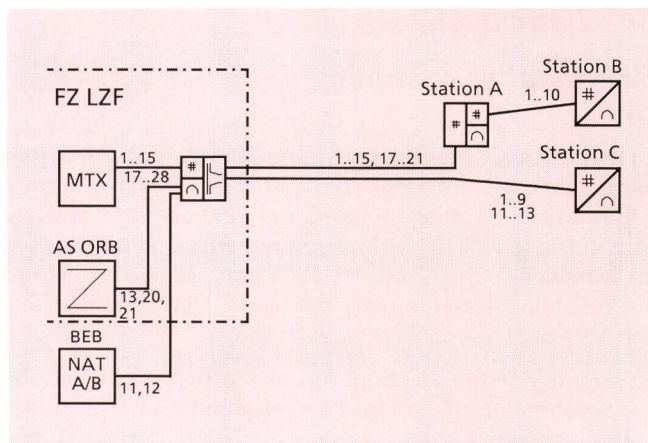 FZ LZF
MTX
1..15
17..28
#
AS ORB
13,20,
21
BEB
NAT
A/B
11,12
1..15, 17..21
Station A
#
#
1..10
Station B
#
Station C
#
1..9
11..13